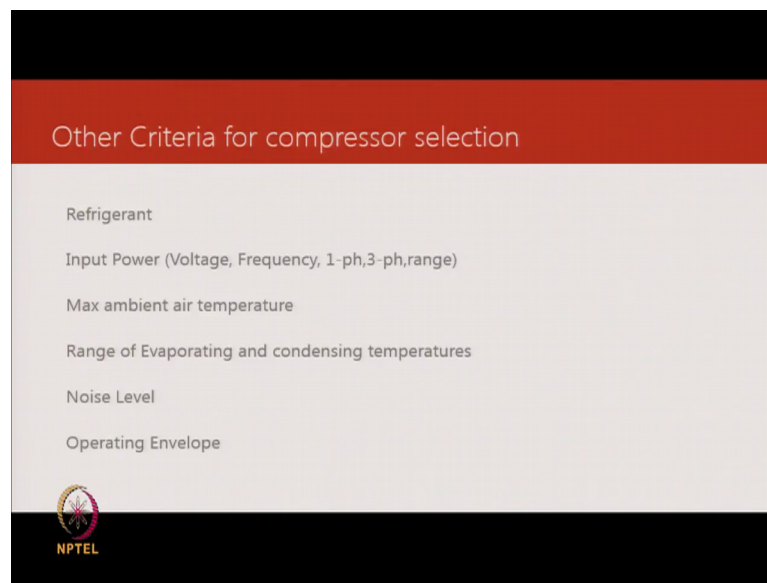 Other Criteria for compressor selection
Refrigerant
Input Power (Voltage, Frequency, 1-ph,3-ph,range)
Max ambient air temperature
Range of Evaporating and condensing temperatures
Noise Level
Operating Envelope
NPTEL